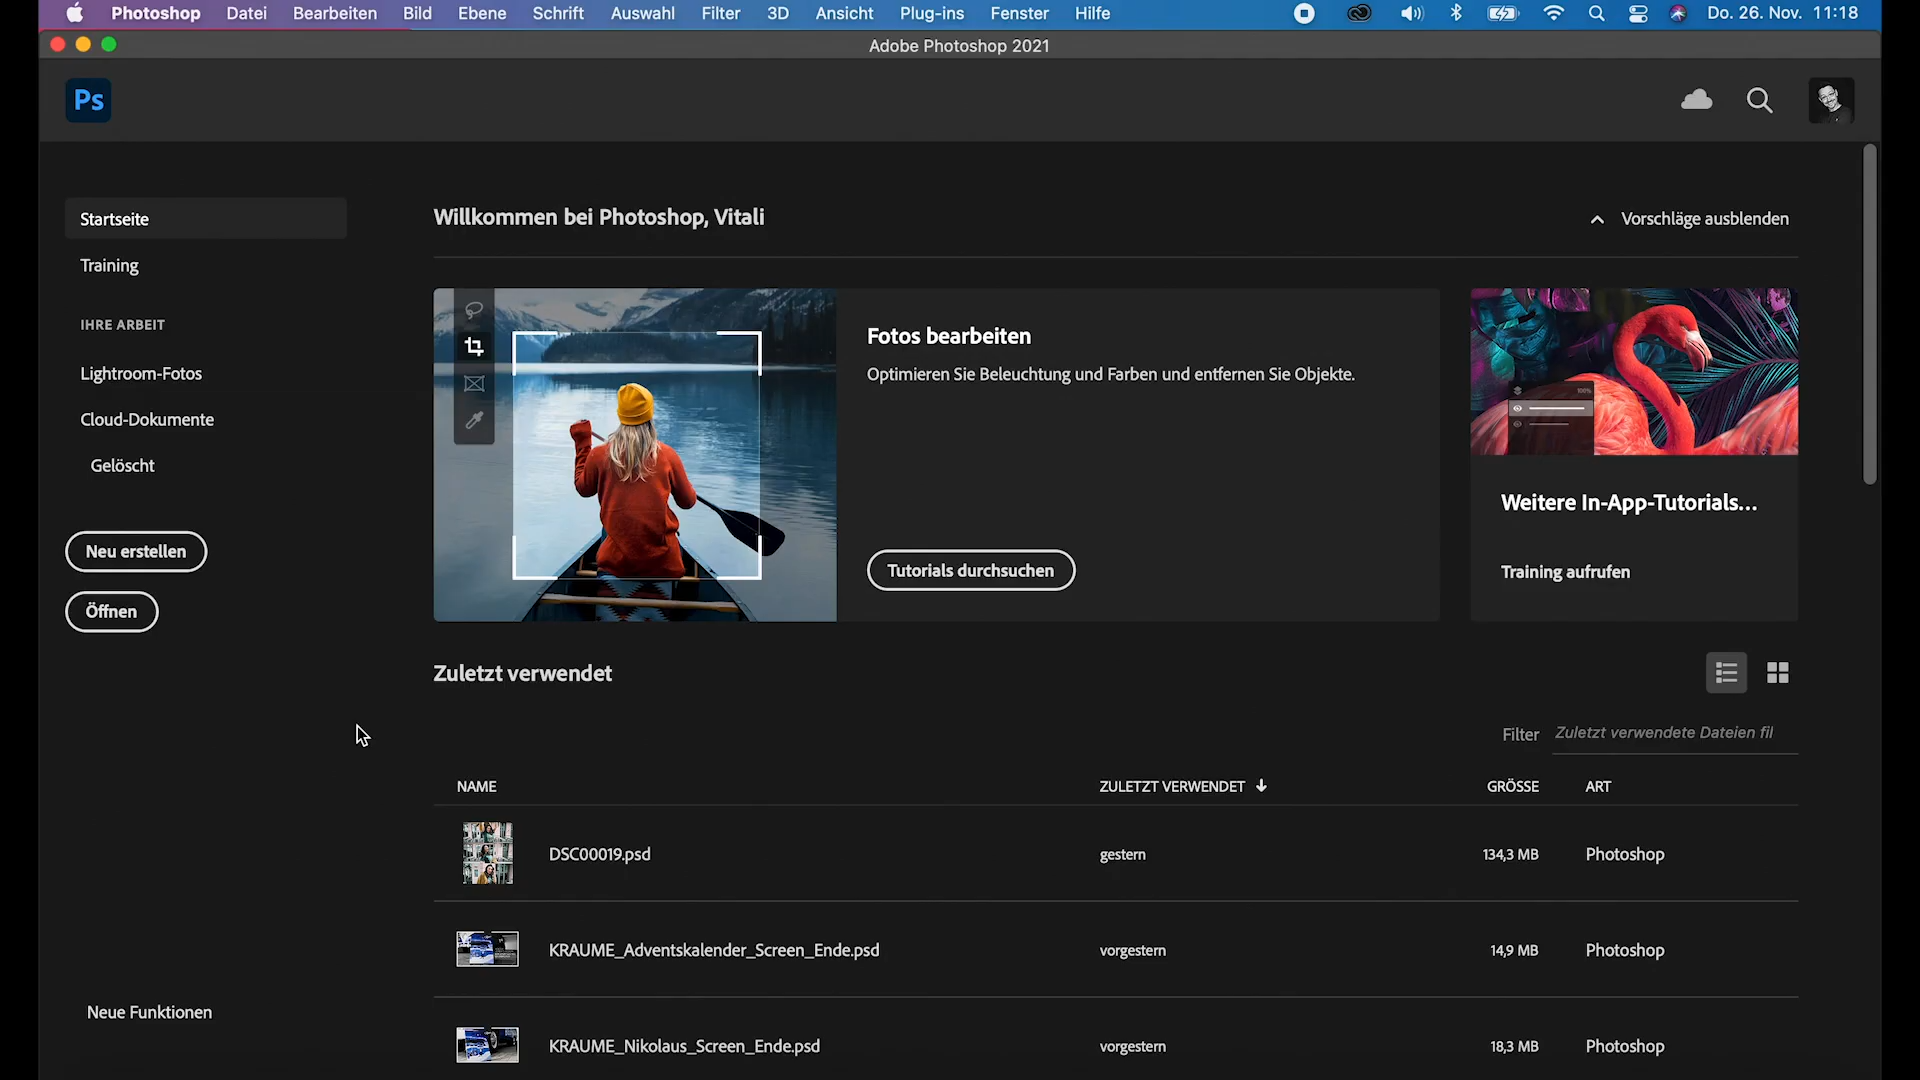 Photoshop Datei Bearbeiten Bild Ebene Schrift Auswahl Filter 3D Ansicht Plug-ins Fenster Hilfe Do. 26. Nov. 11:18
Adobe Photoshop 2021
Ps
Startseite
Training
IHRE ARBEIT
Lightroom-Fotos
Cloud-Dokumente
Gelöscht
Neu erstellen
Öffnen
Neue Funktionen
Willkommen bei Photoshop, Vitali
Vorschläge ausblenden
Fotos bearbeiten
Optimieren Sie Beleuchtung und Farben und entfernen Sie Objekte.
Tutorials durchsuchen
100%
Weitere In-App-Tutorials...
Training aufrufen
Zuletzt verwendet
Filter Zuletzt verwendete Dateien fil
NAME ZULETZT VERWENDET GRÖSSE ART
DSC00019.psd gestern 134,3 MB Photoshop
KRAUME_Adventskalender_Screen_Ende.psd vorgestern 14,9 MB Photoshop
KRAUME_Nikolaus_Screen_Ende.psd vorgestern 18,3 MB Photoshop